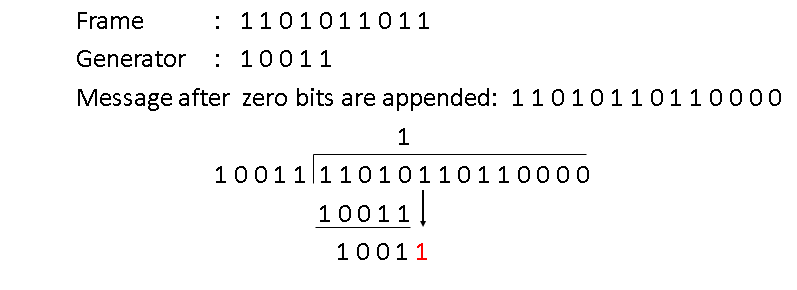 Frame : 1 1 0 1 0 1 1 0 1 1
Generator : 1 0 0 1 1
Message after zero bits are appended: 1 1 0 1 0 1 1 0 1 1 0 0 0 0
1
1 0 0 1 1 1 1 0 1 0 1 1 0 1 1 0 0 0 0
1 0 0 1 1
1 0 0 1 1